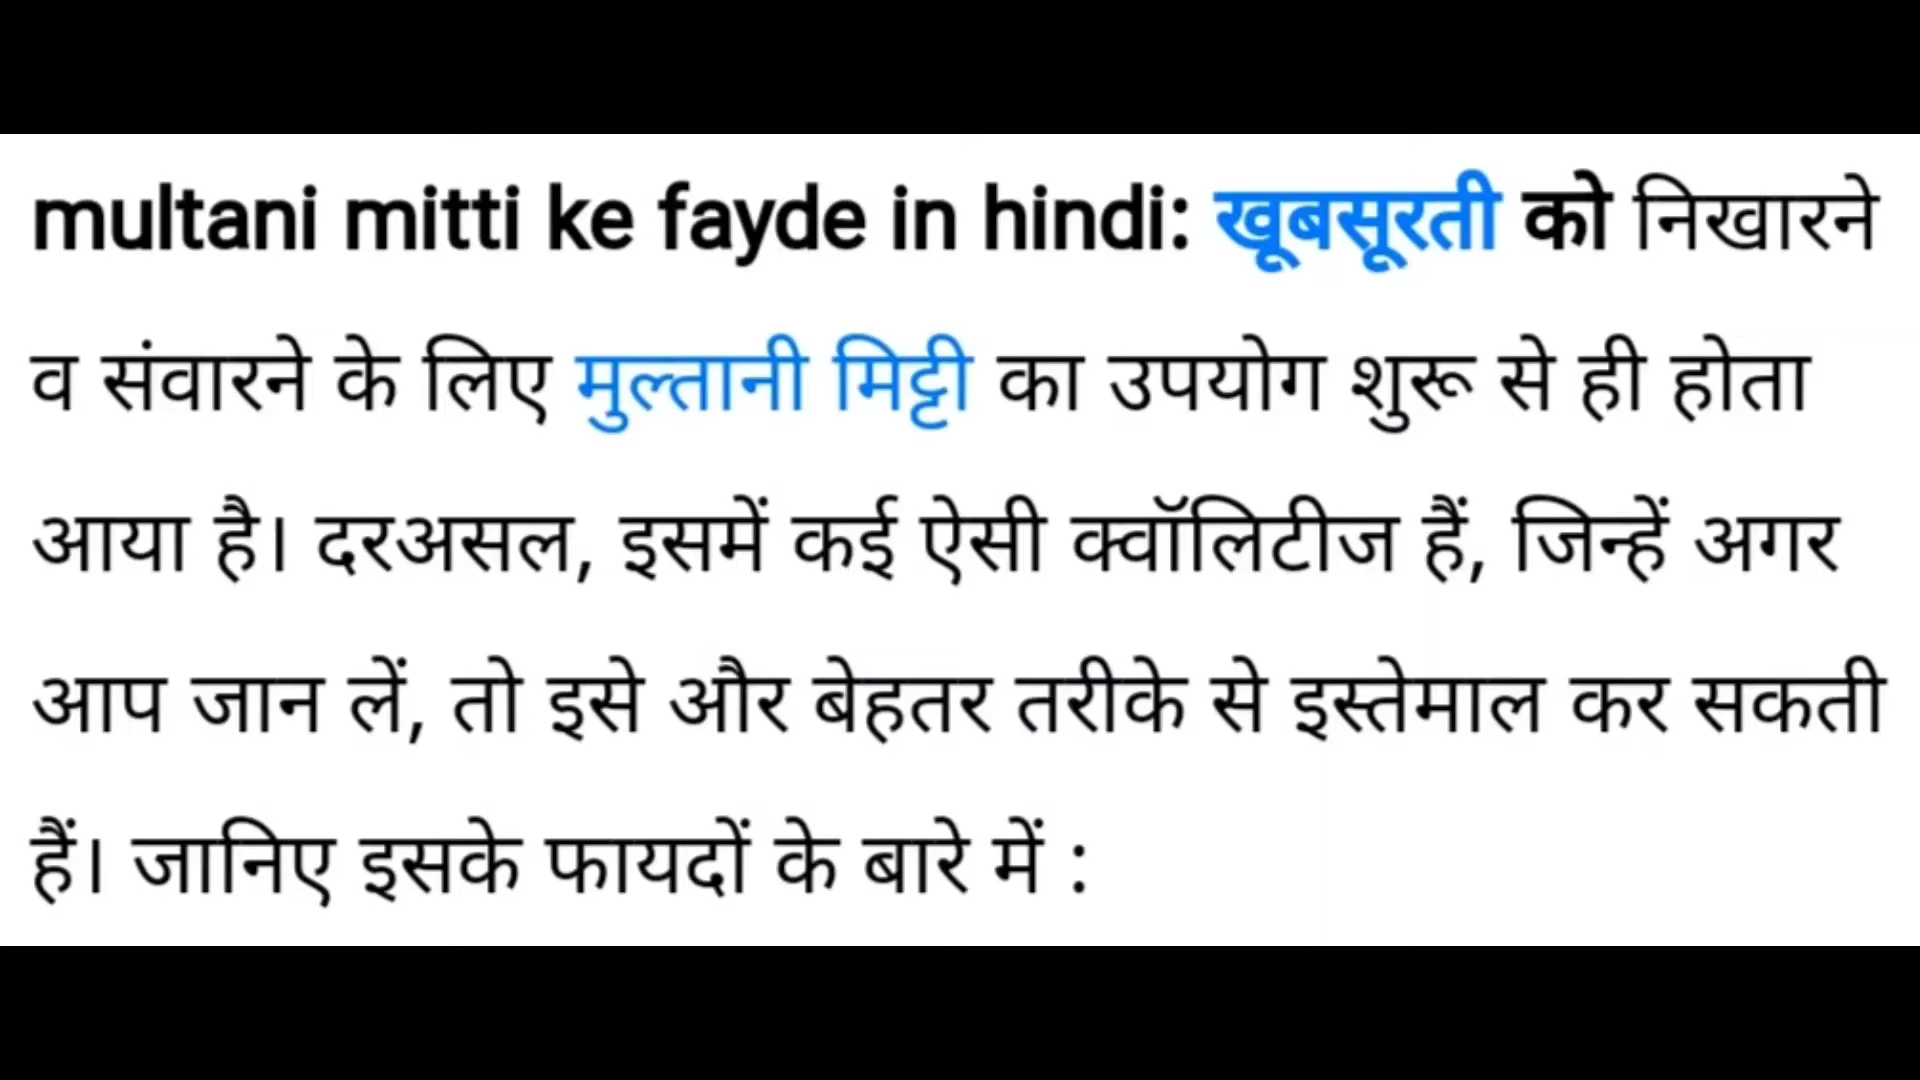 multani mitti ke fayde in hindi: खूबसूरती को निखारने
व संवारने के लिए मुल्तानी मिट्टी का उपयोग शुरू से ही होता
आया है। दरअसल, इसमें कई ऐसी क्वॉलिटीज हैं, जिन्हें अगर
आप जान लें, तो इसे और बेहतर तरीके से इस्तेमाल कर सकती
हैं। जानिए इसके फायदों के बारे में :